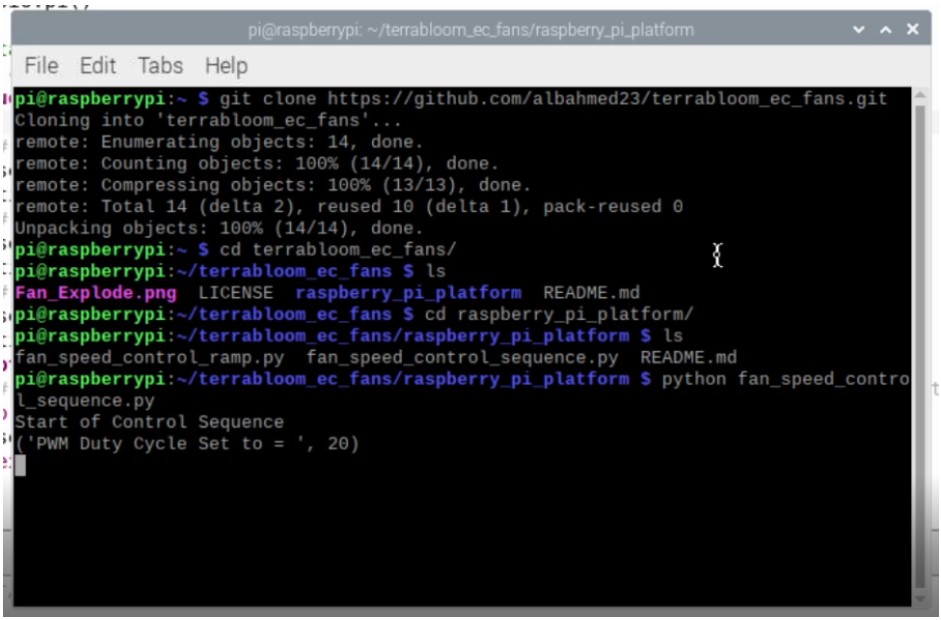 pi@raspberrypi: ~/terrabloom_ec_fans/raspberry_pi_platform
File Edit Tabs Help
pi@raspberrypi:~ $ git clone https://github.com/albahmed23/terrabloom_ec_fans.git
Cloning into 'terrabloom_ec_fans'...
remote: Enumerating objects: 14, done.
remote: Counting objects: 100% (14/14), done.
remote: Compressing objects: 100% (13/13), done.
remote: Total 14 (delta 2), reused 10 (delta 1), pack-reused 0
Unpacking objects: 100% (14/14), done.
pi@raspberrypi:~ $ cd terrabloom_ec_fans/
pi@raspberrypi:~/terrabloom_ec_fans $ ls
Fan_Explode.png LICENSE raspberry_pi_platform README.md
pi@raspberrypi:~/terrabloom_ec_fans $ cd raspberry_pi_platform/
pi@raspberrypi:~/terrabloom_ec_fans/raspberry_pi_platform $ ls
fan_speed_control_ramp.py fan_speed_control_sequence.py README.md
pi@raspberrypi:~/terrabloom_ec_fans/raspberry_pi_platform $ python fan_speed_contro
l_sequence.py
Start of Control Sequence
('PWM Duty Cycle Set to = ', 20)